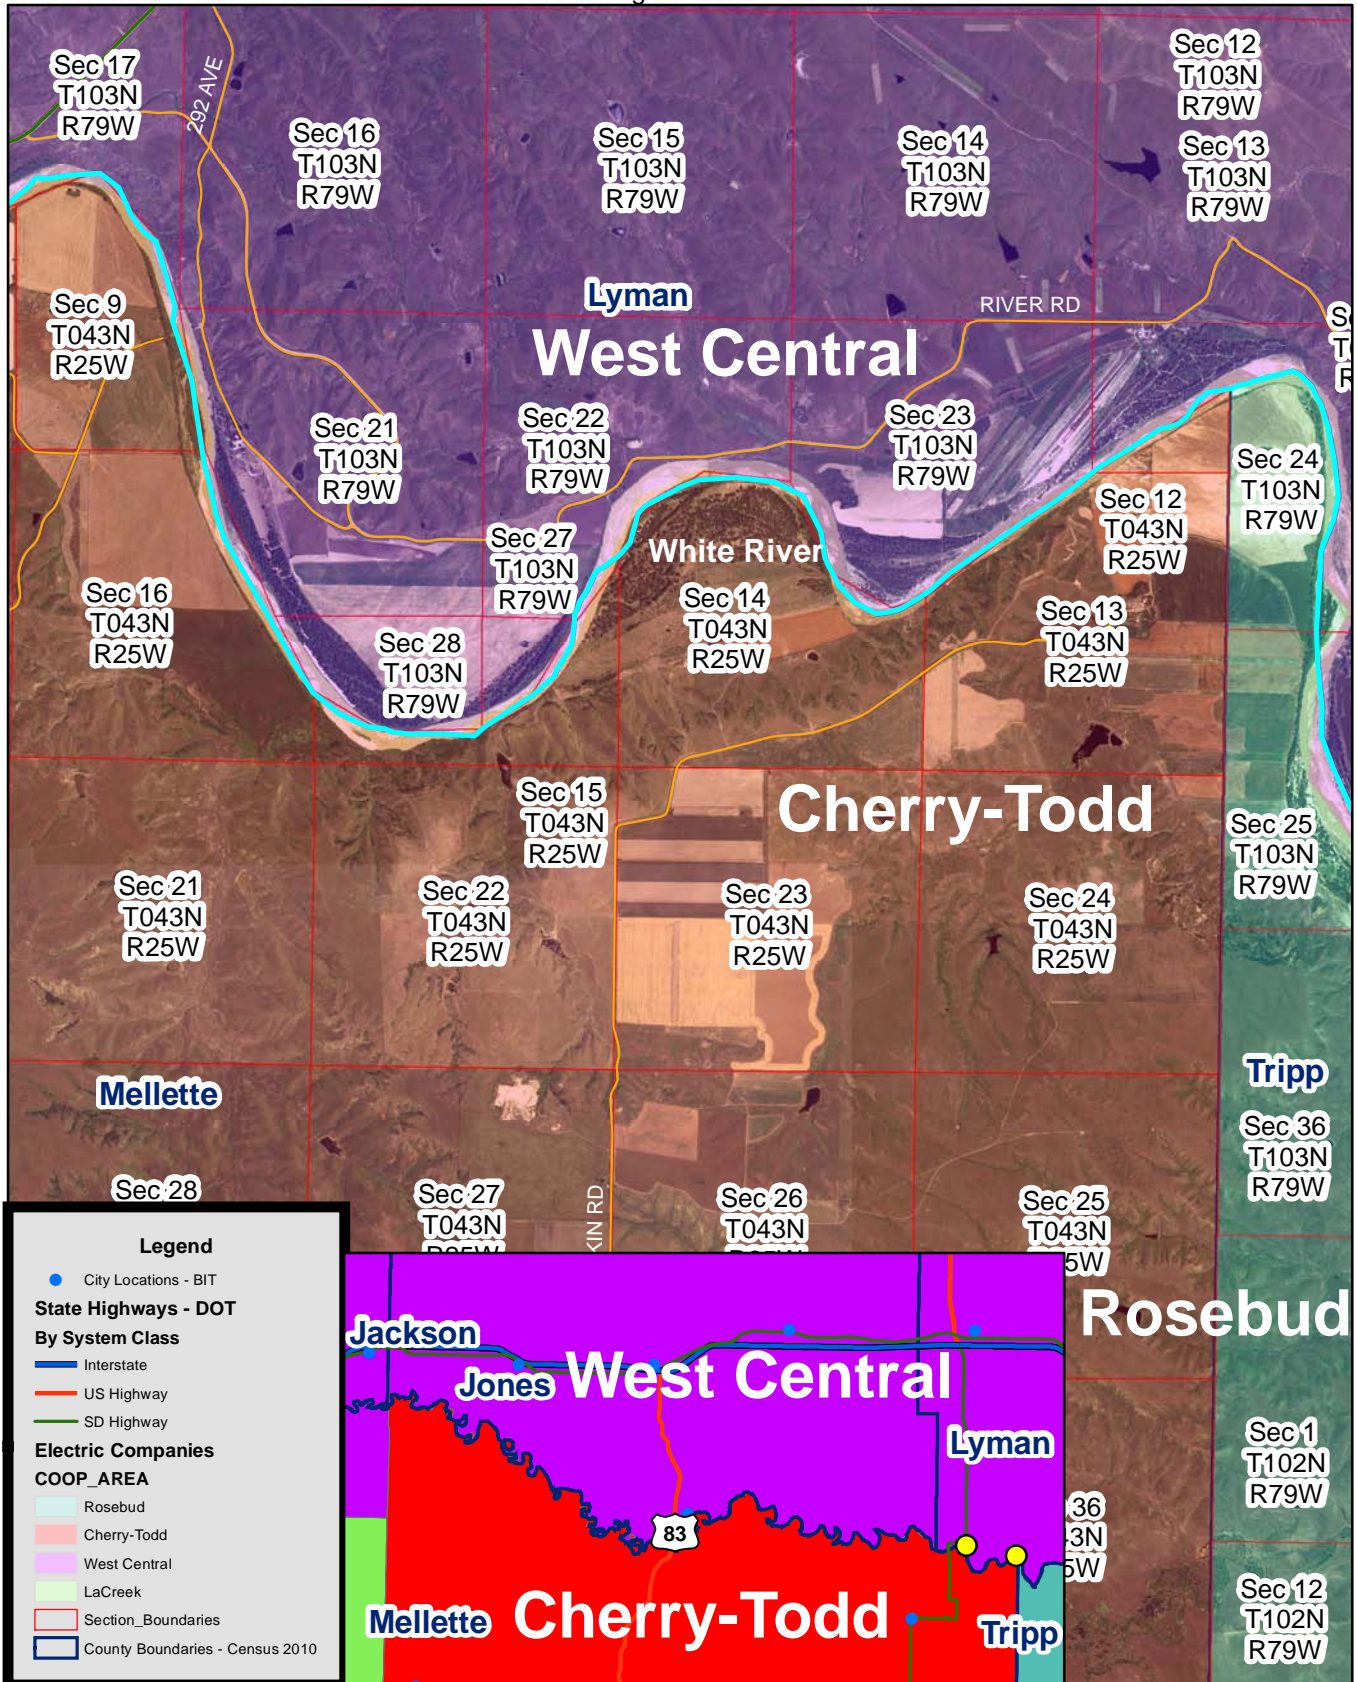 Sec 17
T103N
R79W
292 AVE
Sec 16
T103N
R79W
Sec 15
T103N
R79W
Sec 14
T103N
R79W
Sec 12
T103N
R79W
Sec 13
T103N
R79W
Lyman
RIVER RD
West Central
Sec 9
T043N
R25W
Sec 21
T103N
R79W
Sec 22
T103N
R79W
Sec 23
T103N
R79W
Sec 24
T103N
R79W
Sec 12
T043N
R25W
Sec 27
T103N
R79W
White River
Sec 16
T043N
R25W
Sec 14
T043N
R25W
Sec 13
T043N
R25W
Sec 28
T103N
R79W
Sec 15
T043N
R25W
Cherry-Todd
Sec 25
T103N
R79W
Sec 21
T043N
R25W
Sec 22
T043N
R25W
Sec 23
T043N
R25W
Sec 24
T043N
R25W
Mellette
Tripp
Sec 36
T103N
R79W
Sec 28
Sec 27
T043N
R25W
KIN RD
Sec 26
T043N
Sec 25
T043N
5W
Rosebud
Sec 1
T102N
R79W
36
3N
5W
Sec 12
T102N
R79W
Legend
City Locations - BIT
State Highways - DOT
By System Class
Interstate
US Highway
SD Highway
Electric Companies
COOP_AREA
Rosebud
Cherry-Todd
West Central
LaCreek
Section_Boundaries
County Boundaries - Census 2010
Jackson
Jones
West Central
Lyman
83
Mellette
Cherry-Todd
Tripp